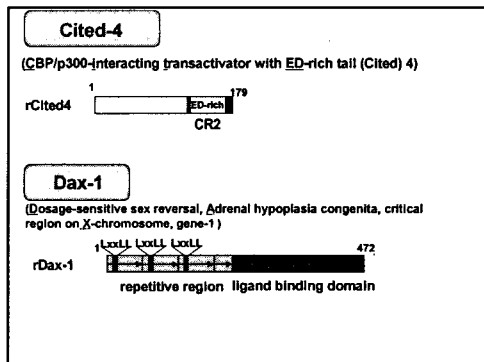 Cited-4
(CBP/p300-interacting transactivator with ED-rich tail (Cited) 4)
1 179
rCited4 ED-rich
CR2
Dax-1
(Dosage-sensitive sex reversal, Adrenal hypoplasia congenita, critical
region on X-chromosome, gene-1 )
1 LxxLL LxxLL LxxLL 472
rDax-1
repetitive region ligand binding domain